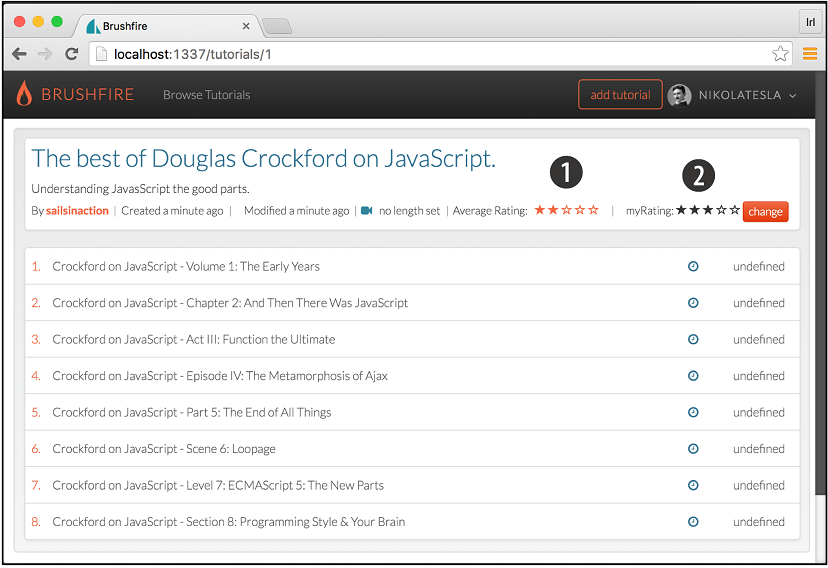 Brushfire
Irl
localhost:1337/tutorials/1
BRUSHFIRE Browse Tutorials add tutorial NIKOLATESLA
The best of Douglas Crockford on JavaScript.
1
2
Understanding JavasScript the good parts.
By sailsinaction | Created a minute ago | Modified a minute ago | no length set | Average Rating: | myRating: change
1. Crockford on JavaScript - Volume 1: The Early Years undefined
2. Crockford on JavaScript - Chapter 2: And Then There Was JavaScript undefined
3. Crockford on JavaScript - Act III: Function the Ultimate undefined
4. Crockford on JavaScript - Episode IV: The Metamorphosis of Ajax undefined
5. Crockford on JavaScript - Part 5: The End of All Things undefined
6. Crockford on JavaScript - Scene 6: Loopage undefined
7. Crockford on JavaScript - Level 7: ECMAScript 5: The New Parts undefined
8. Crockford on JavaScript - Section 8: Programming Style & Your Brain undefined